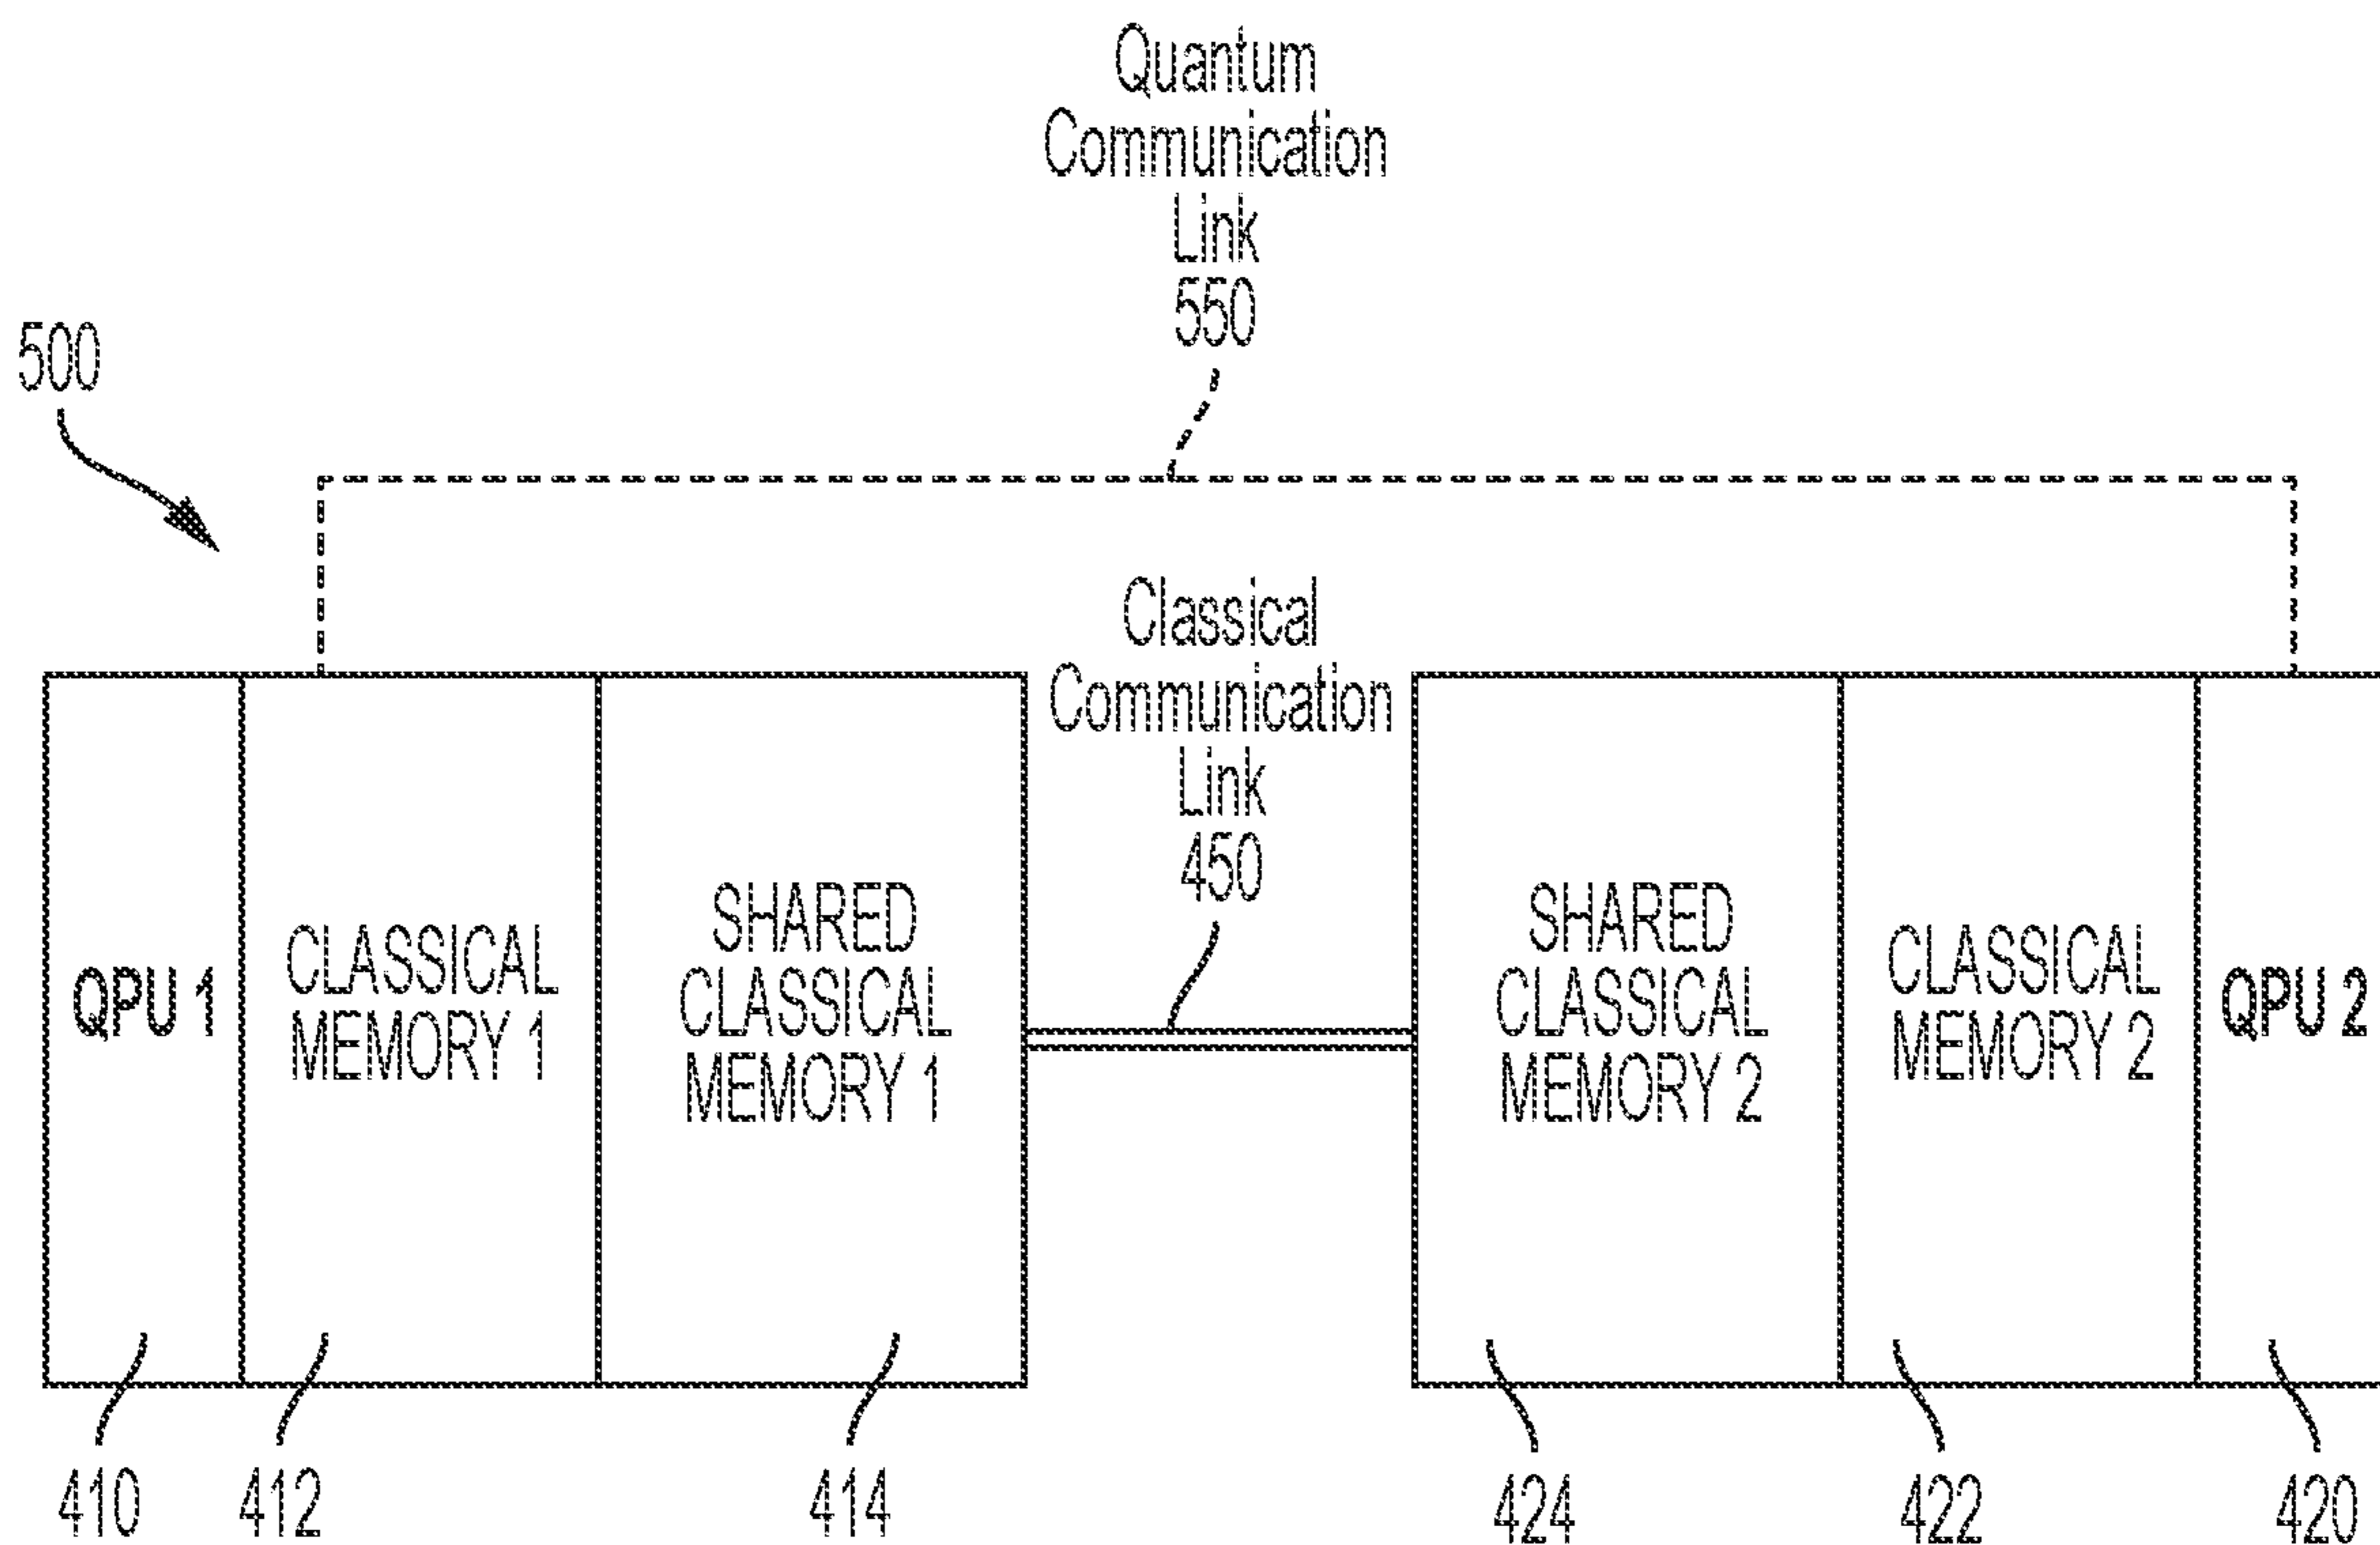 Quantum
Communication
Link
550
500
Classical
Communication
Link
450
QPU 1
CLASSICAL
MEMORY 1
SHARED
CLASSICAL
MEMORY 1
SHARED
CLASSICAL
MEMORY 2
CLASSICAL
MEMORY 2
QPU 2
410
412
414
424
422
420